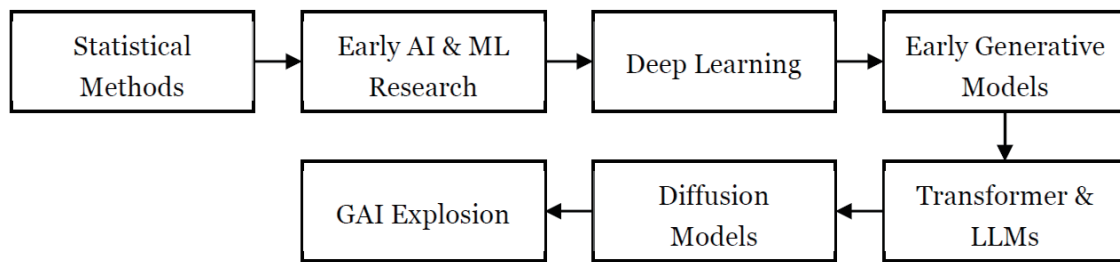 Statistical
Methods
Early AI & ML
Research
Deep Learning
Early Generative
Models
Transformer &
LLMs
Diffusion
Models
GAI Explosion